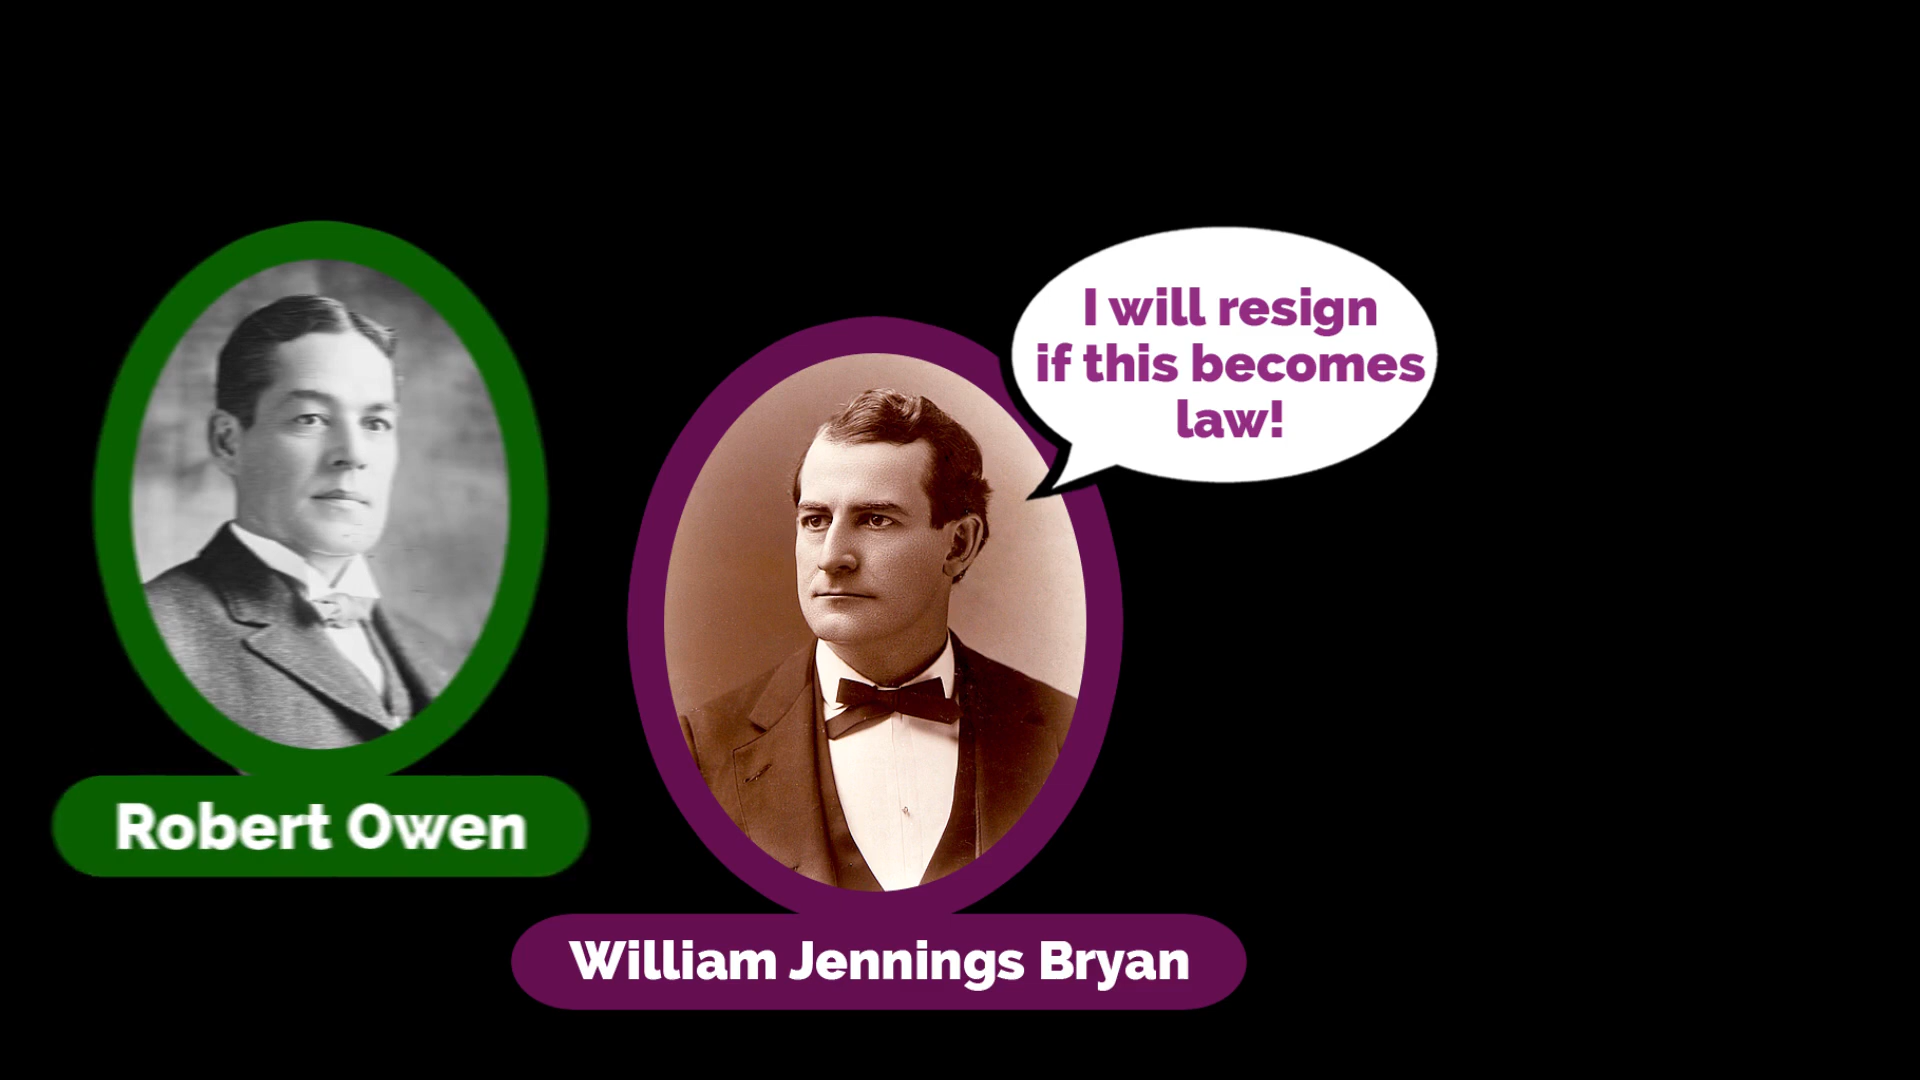 I will resign
if this becomes
law!
Robert Owen
William Jennings Bryan